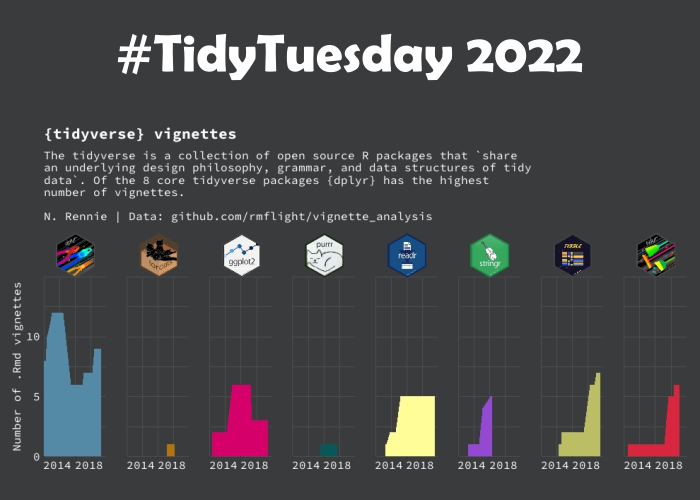 #TidyTuesday 2022
{tidyverse} vignettes
The tidyverse is a collection of open source R packages that `share
an underlying design philosophy, grammar, and data structures of tidy
data`. Of the 8 core tidyverse packages {dplyr} has the highest
number of vignettes.
N. Rennie | Data: github.com/rmflight/vignette_analysis
ggplot2
purrr
readr
stringr
TIBBLE
Number of .Rmd vignettes
10
5
0
2014 2018
2014 2018
2014 2018
2014 2018
2014 2018
2014 2018
2014 2018
2014 2018